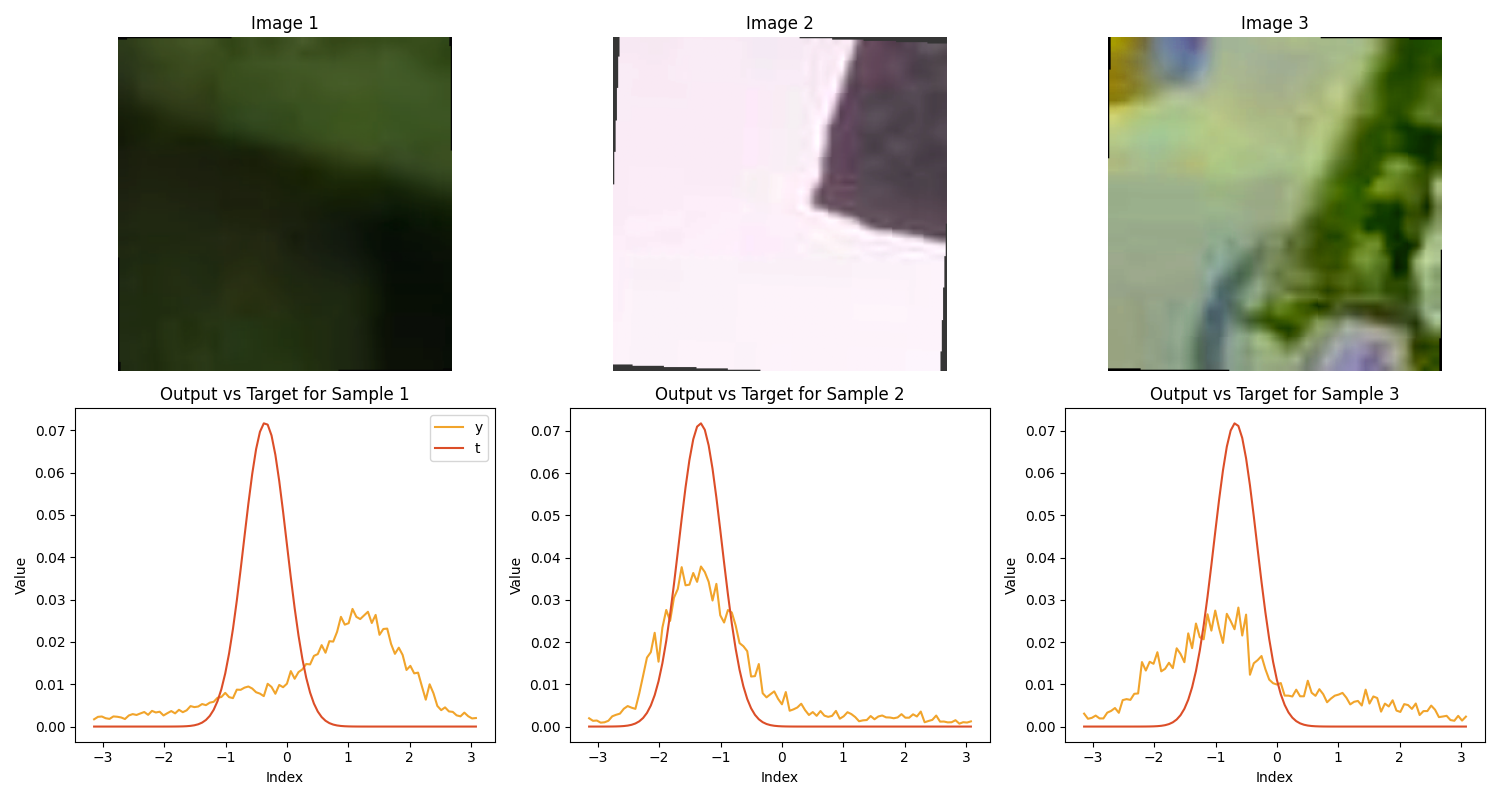 Image 1
Image 2
Image 3
Output vs Target for Sample 1
Output vs Target for Sample 2
Output vs Target for Sample 3
y
t
0.07
0.06
0.05
0.04
0.03
0.02
0.01
0.00
Value
−3 −2 −1 0 1 2 3
Index
0.07
0.06
0.05
0.04
0.03
0.02
0.01
0.00
Value
−3 −2 −1 0 1 2 3
Index
0.07
0.06
0.05
0.04
0.03
0.02
0.01
0.00
Value
−3 −2 −1 0 1 2 3
Index